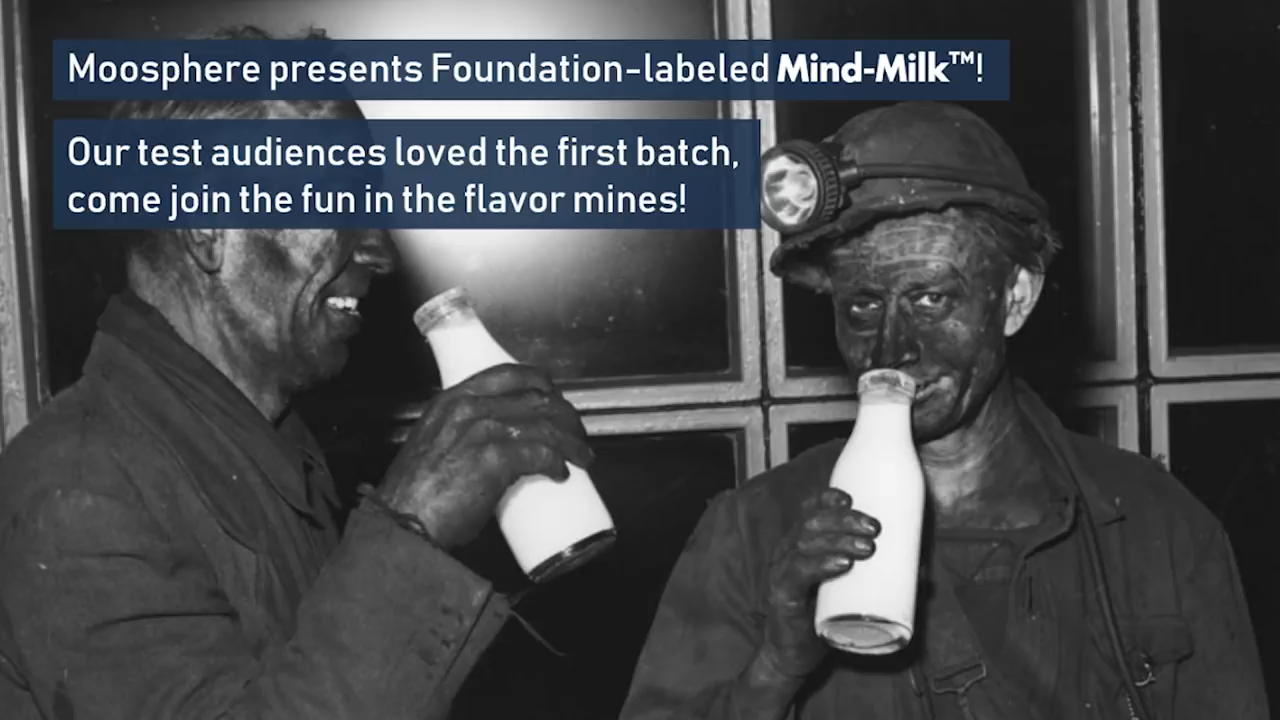 Moosphere presents Foundation-labeled Mind-Milk™!
Our test audiences loved the first batch,
come join the fun in the flavor mines!